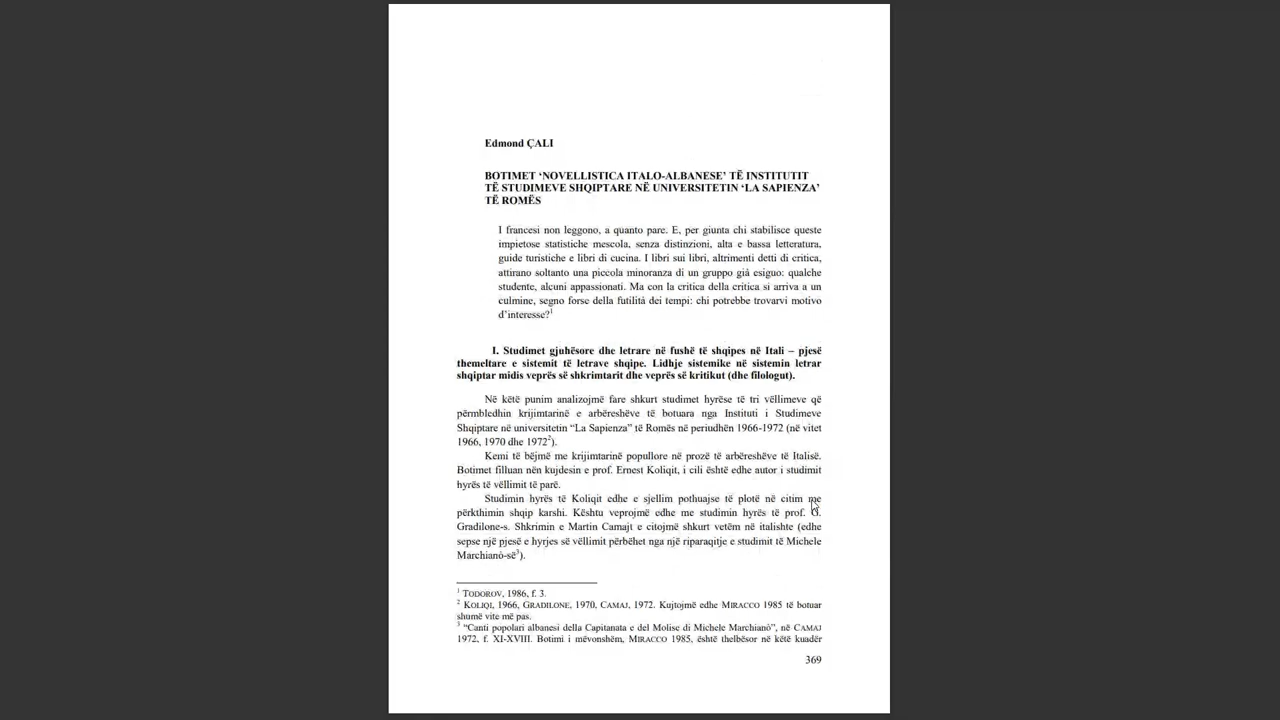 Edmond ÇALI
BOTIMET ‘NOVELLISTICA ITALO-ALBANESE’ TË INSTITUTIT
TË STUDIMEVE SHQIPTARE NË UNIVERSITETIN ‘LA SAPIENZA’
TË ROMËS
I francesi non leggono, a quanto pare. E, per giunta chi stabilisce queste
impietose statistiche mescola, senza distinzioni, alta e bassa letteratura,
guide turistiche e libri di cucina. I libri sui libri, altrimenti detti di critica,
attirano soltanto una piccola minoranza di un gruppo già esiguo: qualche
studente, alcuni appassionati. Ma con la critica della critica si arriva a un
culmine, segno forse della futilità dei tempi: chi potrebbe trovarvi motivo
d’interesse?1
I. Studimet gjuhësore dhe letrare në fushë të shqipes në Itali – pjesë
themeltare e sistemit të letrave shqipe. Lidhje sistemike në sistemin letrar
shqiptar midis veprës së shkrimtarit dhe veprës së kritikut (dhe filologut).
Në këtë punim analizojmë fare shkurt studimet hyrëse të tri vëllimeve që
përmbledhin krijimtarinë e arbëreshëve të botuara nga Instituti i Studimeve
Shqiptare në universitetin “La Sapienza” të Romës në periudhën 1966-1972 (në vitet
1966, 1970 dhe 19722).
Kemi të bëjmë me krijimtarinë popullore në prozë të arbëreshëve të Italisë.
Botimet filluan nën kujdesin e prof. Ernest Koliqit, i cili është edhe autor i studimit
hyrës të vëllimit të parë.
Studimin hyrës të Koliqit edhe e sjellim pothuajse të plotë në citim me
përkthimin shqip karshi. Kështu veprojmë edhe me studimin hyrës të prof. G.
Gradilone-s. Shkrimin e Martin Camajt e citojmë shkurt vetëm në italishte (edhe
sepse një pjesë e hyrjes së vëllimit përbëhet nga një riparaqitje e studimit të Michele
Marchianò-së3).
1 TODOROV, 1986, f. 3.
2 KOLIQI, 1966, GRADILONE, 1970, CAMAJ, 1972. Kujtojmë edhe MIRACCO 1985 të botuar
shumë vite më pas.
3 “Canti popolari albanesi della Capitanata e del Molise di Michele Marchianò”, në CAMAJ
1972, f. XI-XVIII. Botimi i mëvonshëm, MIRACCO 1985, është thelbësor në këtë kuadër
369